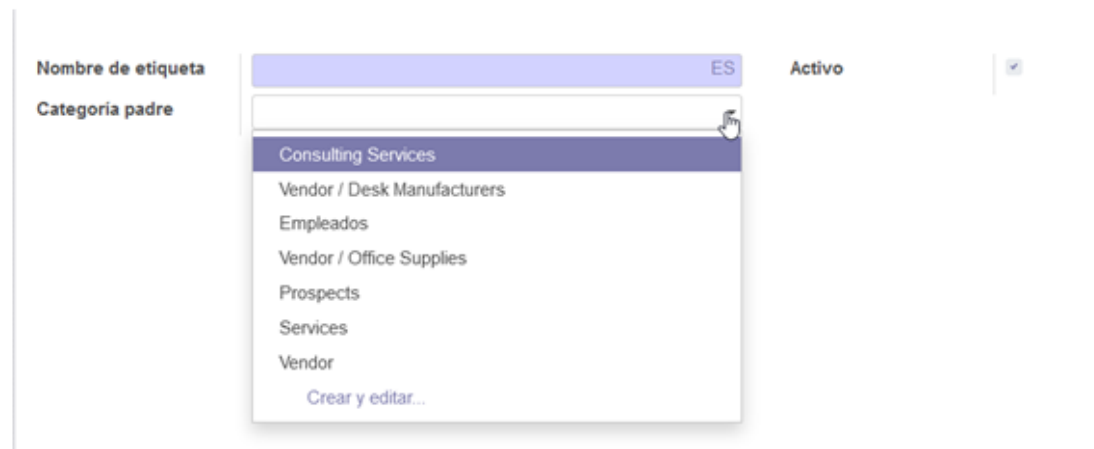 Nombre de etiqueta ES Activo
Categoría padre
Consulting Services
Vendor / Desk Manufacturers
Empleados
Vendor / Office Supplies
Prospects
Services
Vendor
Crear y editar...